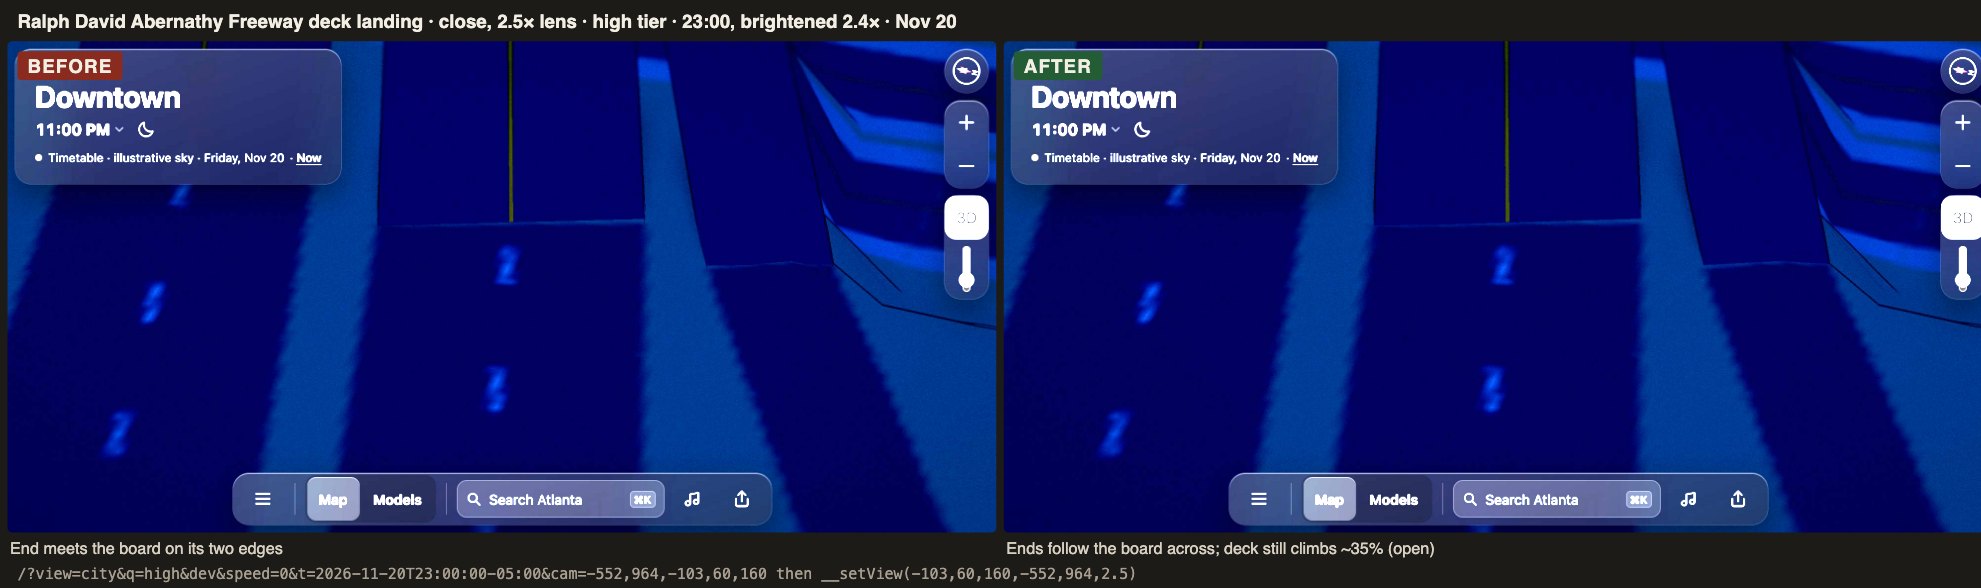 Ralph David Abernathy Freeway deck landing · close, 2.5× lens · high tier · 23:00, brightened 2.4× · Nov 20
BEFORE
Downtown
11:00 PM
Timetable · illustrative sky · Friday, Nov 20 · Now
3D
Map
Models
Search Atlanta
⌘K
End meets the board on its two edges
AFTER
Downtown
11:00 PM
Timetable · illustrative sky · Friday, Nov 20 · Now
3D
Map
Models
Search Atlanta
⌘K
Ends follow the board across; deck still climbs ~35% (open)
/?view=city&q=high&dev&speed=0&t=2026-11-20T23:00:00-05:00&cam=-552,964,-103,60,160 then __setView(-103,60,160,-552,964,2.5)